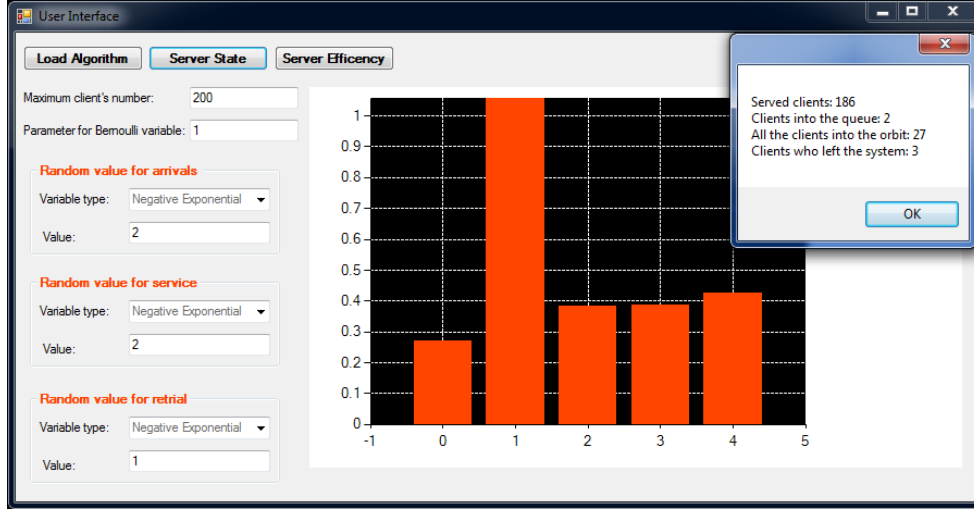 User Interface
Load Algorithm Server State Server Efficency
Maximum client's number: 200
Parameter for Bernoulli variable: 1
Random value for arrivals
Variable type: Negative Exponential
Value: 2
Random value for service
Variable type: Negative Exponential
Value: 2
Random value for retrial
Variable type: Negative Exponential
Value: 1
1
0.9
0.8
0.7
0.6
0.5
0.4
0.3
0.2
0.1
0
-1 0 1 2 3 4 5
Served clients: 186
Clients into the queue: 2
All the clients into the orbit: 27
Clients who left the system: 3
OK